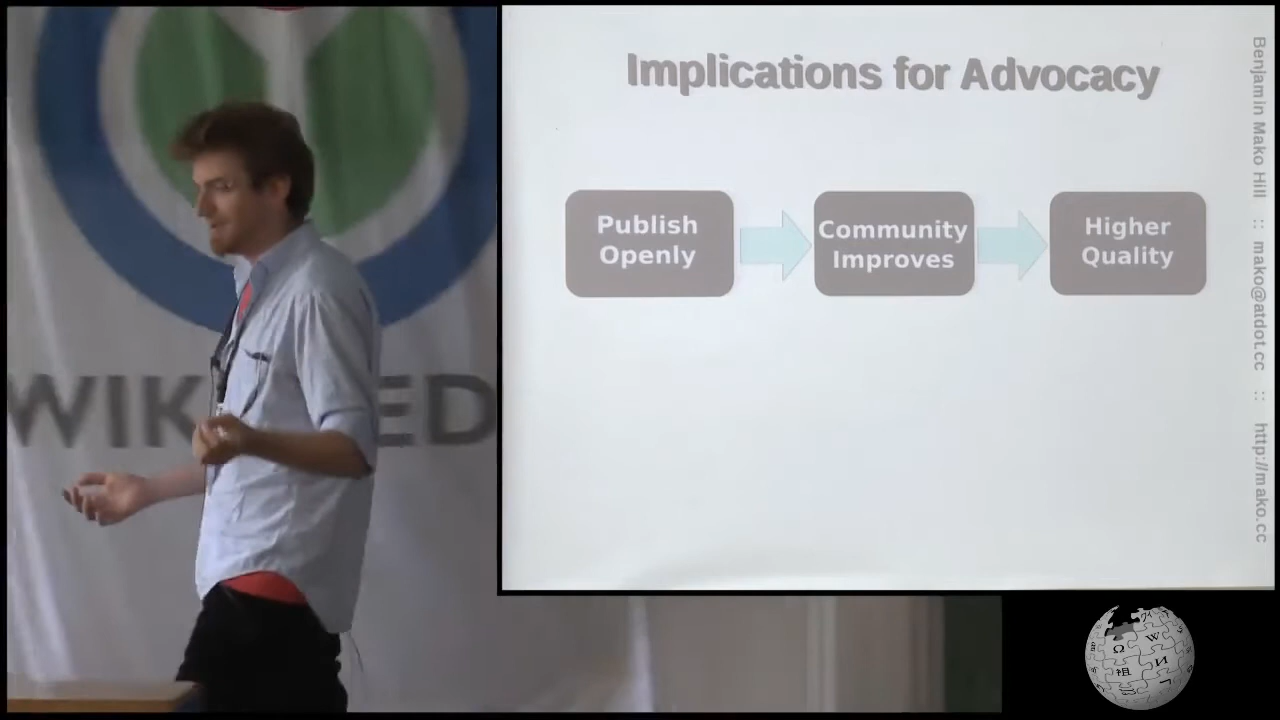 WIK ED
Implications for Advocacy
Publish
Openly
Community
Improves
Higher
Quality
Benjamin Mako Hill :: mako@atdot.cc :: http://mako.cc
Ω W И 祖